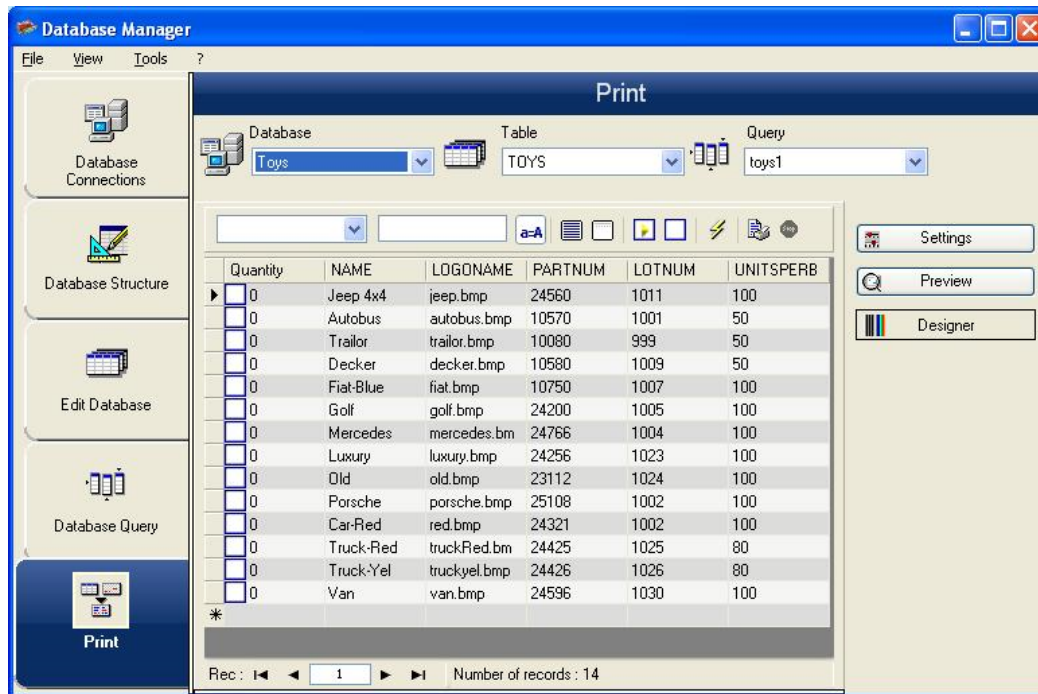 Database Manager
File View Tools ?
Print
Database Connections
Database Structure
Edit Database
Database Query
Print
Database Table Query
Toys TOYS toys1
a=A
Settings
Preview
Designer
Quantity NAME LOGONAME PARTNUM LOTNUM UNITSPERB
0 Jeep 4x4 jeep.bmp 24560 1011 100
0 Autobus autobus.bmp 10570 1001 50
0 Trailor trailor.bmp 10080 999 50
0 Decker decker.bmp 10580 1009 50
0 Fiat-Blue fiat.bmp 10750 1007 100
0 Golf golf.bmp 24200 1005 100
0 Mercedes mercedes.bm 24766 1004 100
0 Luxury luxury.bmp 24256 1023 100
0 Old old.bmp 23112 1024 100
0 Porsche porsche.bmp 25108 1002 100
0 Car-Red red.bmp 24321 1002 100
0 Truck-Red truckRed.bm 24425 1025 80
0 Truck-Yel truckyel.bmp 24426 1026 80
0 Van van.bmp 24596 1030 100
Rec : 1 Number of records : 14